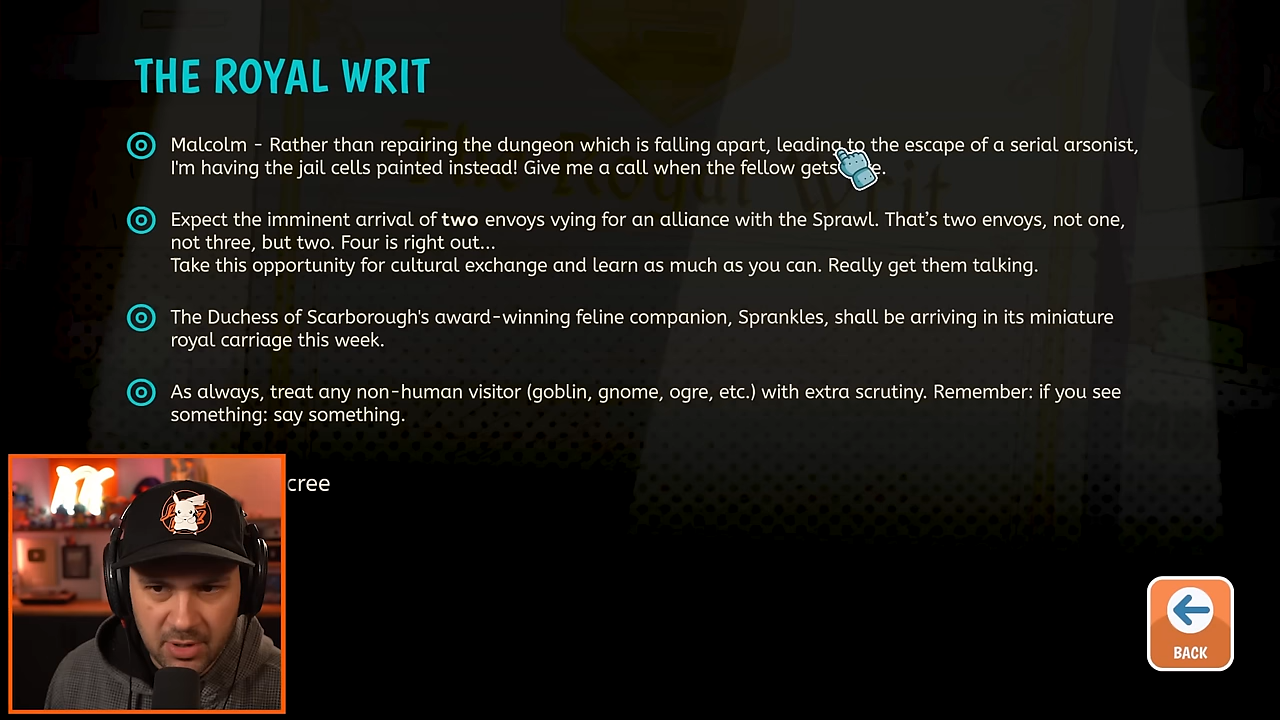 THE ROYAL WRIT
Malcolm - Rather than repairing the dungeon which is falling apart, leading to the escape of a serial arsonist,
I'm having the jail cells painted instead! Give me a call when the fellow gets
Expect the imminent arrival of two envoys vying for an alliance with the Sprawl. That's two envoys, not one,
not three, but two. Four is right out...
Take this opportunity for cultural exchange and learn as much as you can. Really get them talking.
The Duchess of Scarborough's award-winning feline companion, Sprankles, shall be arriving in its miniature
royal carriage this week.
As always, treat any non-human visitor (goblin, gnome, ogre, etc.) with extra scrutiny. Remember: if you see
something: say something.
cree
BACK